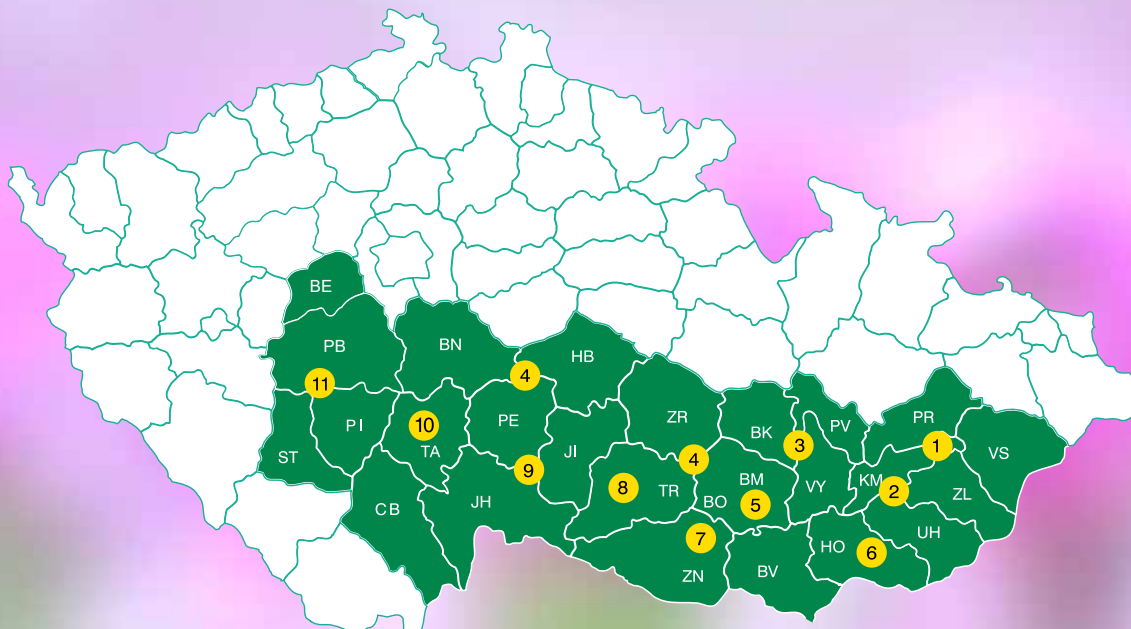 BE
PB
BN
HB
4
11
PI
10
TA
PE
ZR
BK
3
PV
PR
1
VS
ST
JI
4
9
8
TR
BO
BM
5
VY
KM
2
ZL
CB
JH
7
ZN
BV
HO
6
UH